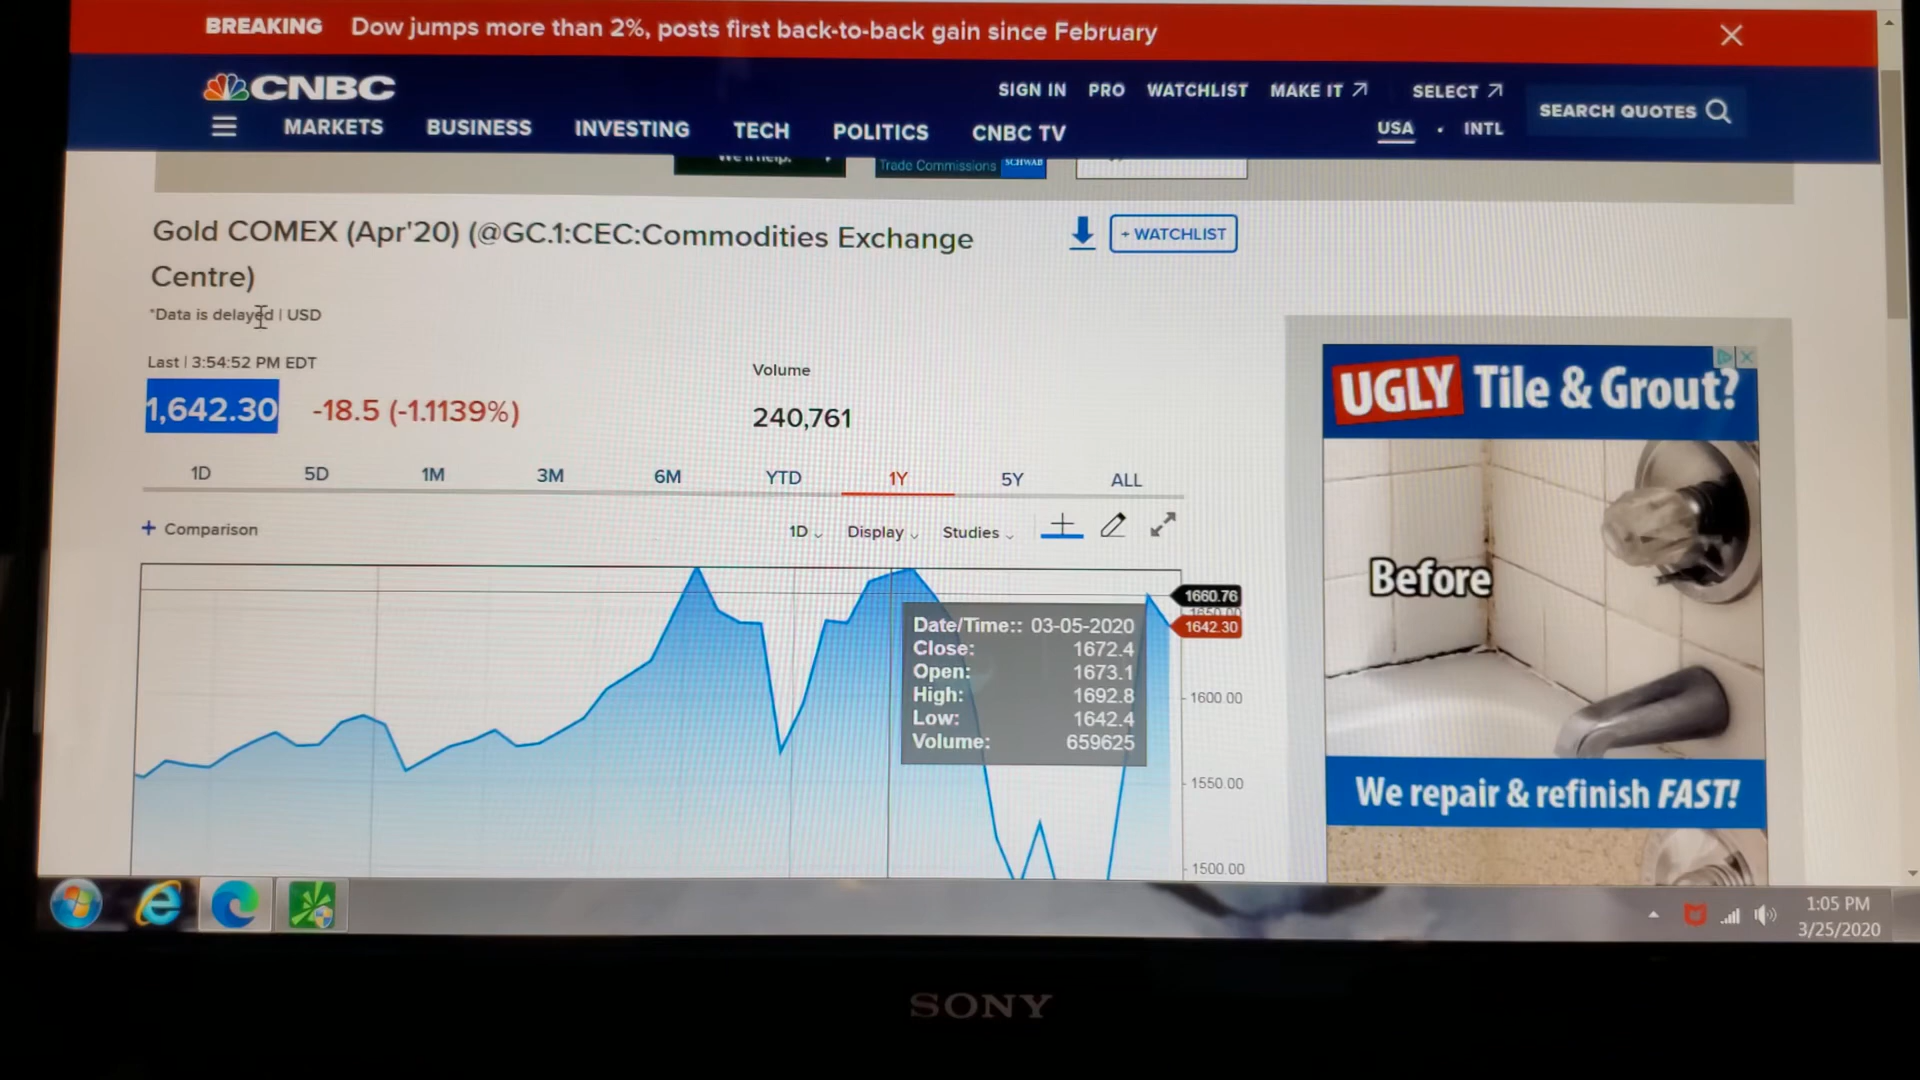 BREAKING Dow jumps more than 2%, posts first back-to-back gain since February
CNBC
SIGN IN PRO WATCHLIST MAKE IT SELECT
SEARCH QUOTES
MARKETS BUSINESS INVESTING TECH POLITICS CNBC TV
USA · INTL
Trade Commissions
SCHWAB
Gold COMEX (Apr'20) (@GC.1:CEC:Commodities Exchange
Centre)
+ WATCHLIST
*Data is delayed | USD
Last | 3:54:52 PM EDT
Volume
1,642.30 -18.5 (-1.1139%)
240,761
1D 5D 1M 3M 6M YTD 1Y 5Y ALL
+ Comparison
1D Display Studies
1660.76
1650.00
1642.30
1600.00
1550.00
1500.00
Date/Time:: 03-05-2020
Close: 1672.4
Open: 1673.1
High: 1692.8
Low: 1642.4
Volume: 659625
UGLY Tile & Grout?
Before
We repair & refinish FAST!
1:05 PM
3/25/2020
SONY